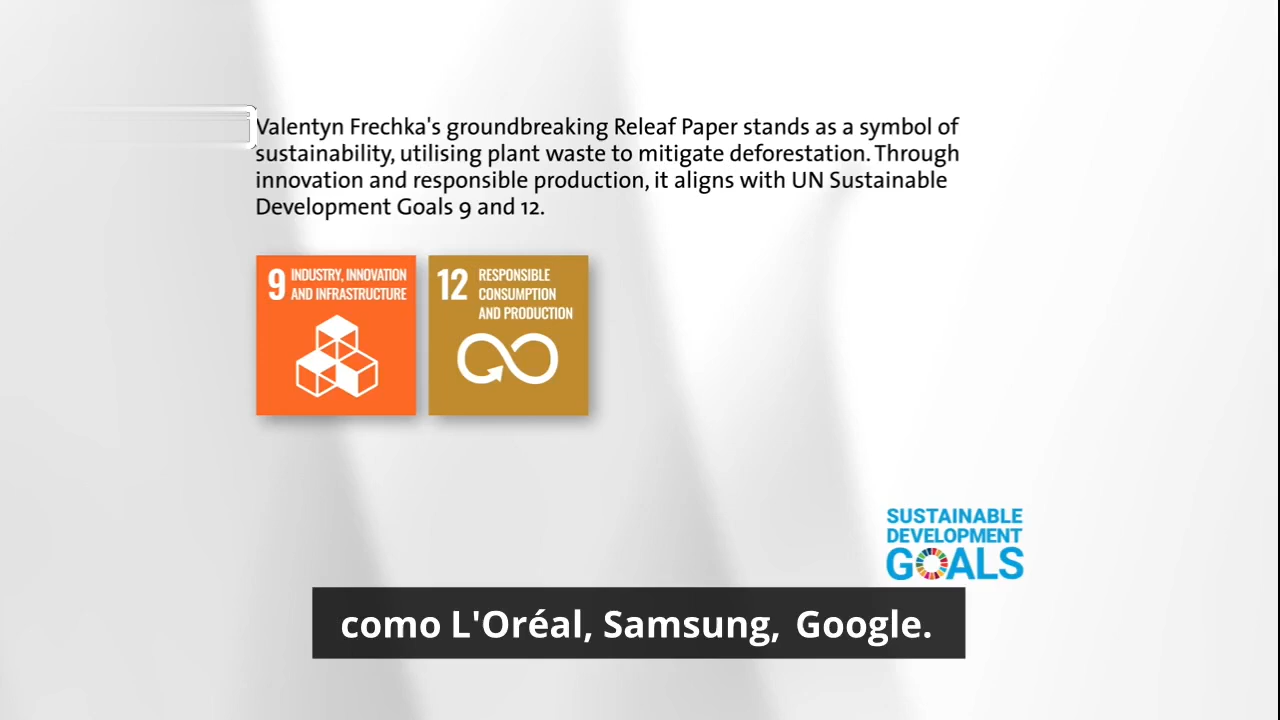 Valentyn Frechka's groundbreaking Releaf Paper stands as a symbol of
sustainability, utilising plant waste to mitigate deforestation. Through
innovation and responsible production, it aligns with UN Sustainable
Development Goals 9 and 12.
9 INDUSTRY, INNOVATION
AND INFRASTRUCTURE
12 RESPONSIBLE
CONSUMPTION
AND PRODUCTION
SUSTAINABLE
DEVELOPMENT
GOALS
como L'Oréal, Samsung, Google.